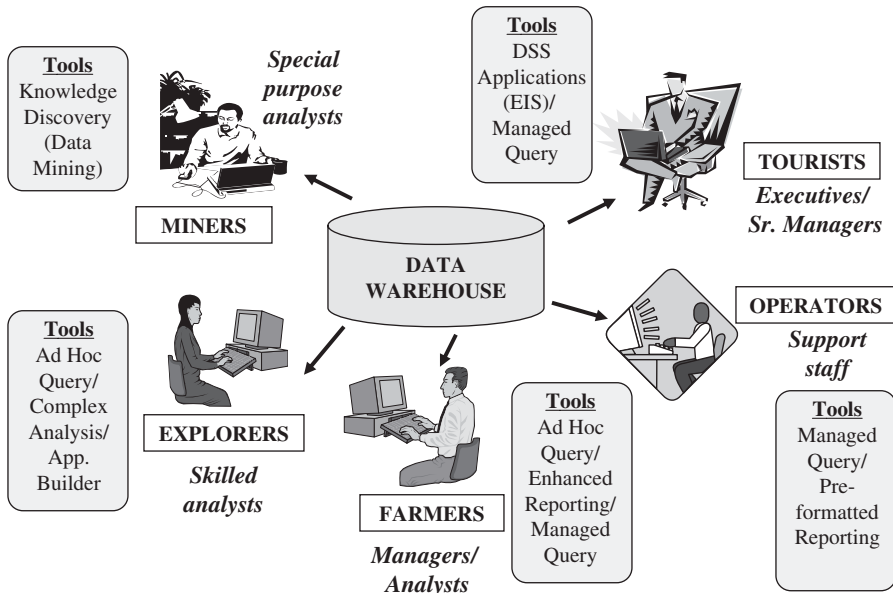 Tools
Knowledge
Discovery
(Data
Mining)
Special
purpose
analysts
MINERS
Tools
DSS
Applications
(EIS)/
Managed
Query
TOURISTS
Executives/
Sr. Managers
DATA
WAREHOUSE
OPERATORS
Support
staff
Tools
Managed
Query/
Pre-
formatted
Reporting
Tools
Ad Hoc
Query/
Complex
Analysis/
App.
Builder
EXPLORERS
Skilled
analysts
FARMERS
Managers/
Analysts
Tools
Ad Hoc
Query/
Enhanced
Reporting/
Managed
Query